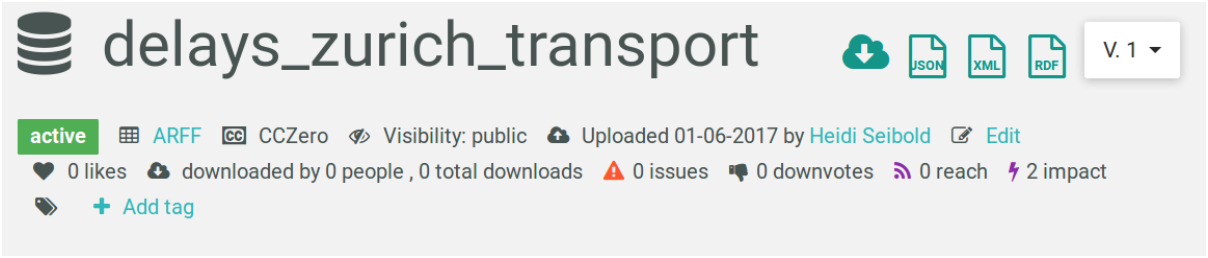 delays_zurich_transport JSON XML RDF V. 1
active ARFF CC CCZero Visibility: public Uploaded 01-06-2017 by Heidi Seibold Edit
0 likes downloaded by 0 people , 0 total downloads 0 issues 0 downvotes 0 reach 2 impact
+ Add tag